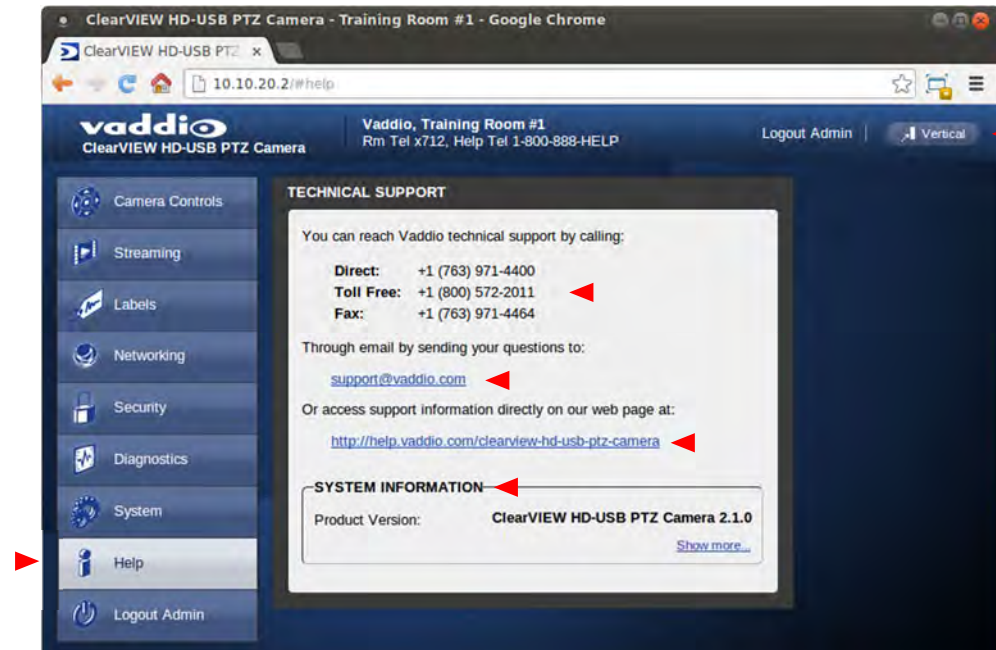 ClearVIEW HD-USB PTZ Camera - Training Room #1 - Google Chrome
ClearVIEW HD-USB PTZ ×
10.10.20.2/#help
vaddio
ClearVIEW HD-USB PTZ Camera
Vaddio, Training Room #1
Rm Tel x712, Help Tel 1-800-888-HELP
Logout Admin
Vertical
Camera Controls
Streaming
Labels
Networking
Security
Diagnostics
System
Help
Logout Admin
TECHNICAL SUPPORT
You can reach Vaddio technical support by calling:
Direct: +1 (763) 971-4400
Toll Free: +1 (800) 572-2011
Fax: +1 (763) 971-4464
Through email by sending your questions to:
support@vaddio.com
Or access support information directly on our web page at:
http://help.vaddio.com/clearview-hd-usb-ptz-camera
SYSTEM INFORMATION
Product Version: ClearVIEW HD-USB PTZ Camera 2.1.0
Show more...